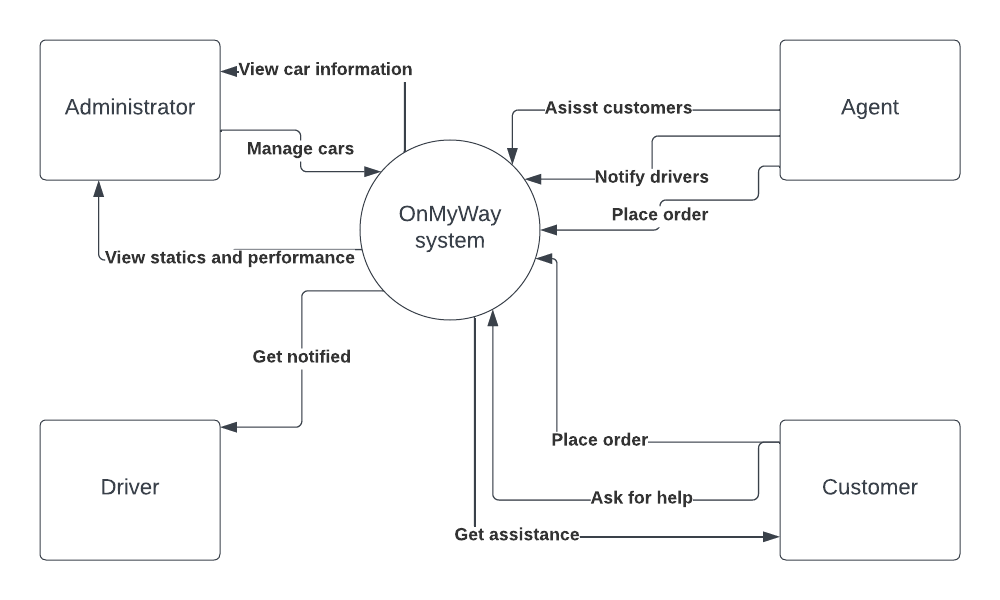 View car information
Administrator
Asisst customers
Agent
Manage cars
Notify drivers
OnMyWay
system
Place order
View statics and performance
Get notified
Place order
Driver
Customer
Ask for help
Get assistance